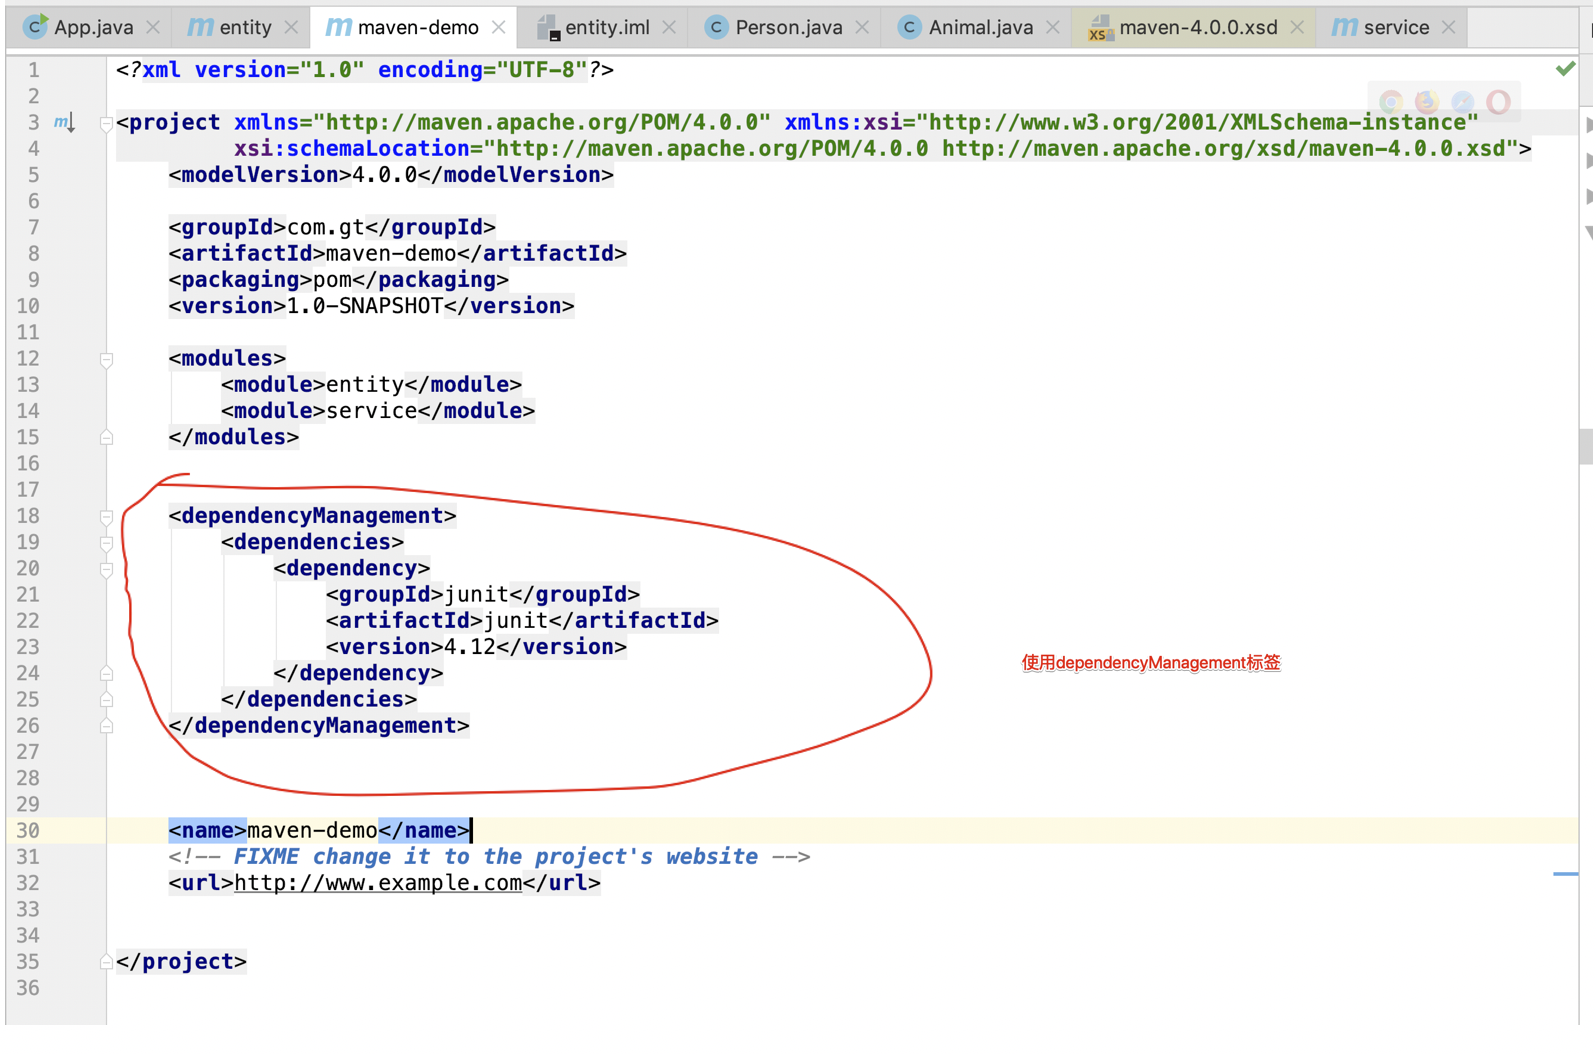 App.java entity maven-demo entity.iml Person.java Animal.java maven-4.0.0.xsd service
1 <?xml version="1.0" encoding="UTF-8"?>
2
3 <project xmlns="http://maven.apache.org/POM/4.0.0" xmlns:xsi="http://www.w3.org/2001/XMLSchema-instance"
4 xsi:schemaLocation="http://maven.apache.org/POM/4.0.0 http://maven.apache.org/xsd/maven-4.0.0.xsd">
5 <modelVersion>4.0.0</modelVersion>
6
7 <groupId>com.gt</groupId>
8 <artifactId>maven-demo</artifactId>
9 <packaging>pom</packaging>
10 <version>1.0-SNAPSHOT</version>
11
12 <modules>
13 <module>entity</module>
14 <module>service</module>
15 </modules>
16
17
18 <dependencyManagement>
19 <dependencies>
20 <dependency>
21 <groupId>junit</groupId>
22 <artifactId>junit</artifactId>
23 <version>4.12</version>
使用dependencyManagement标签
24 </dependency>
25 </dependencies>
26 </dependencyManagement>
27
28
29
30 <name>maven-demo</name>
31 <!-- FIXME change it to the project's website -->
32 <url>http://www.example.com</url>
33
34
35 </project>
36